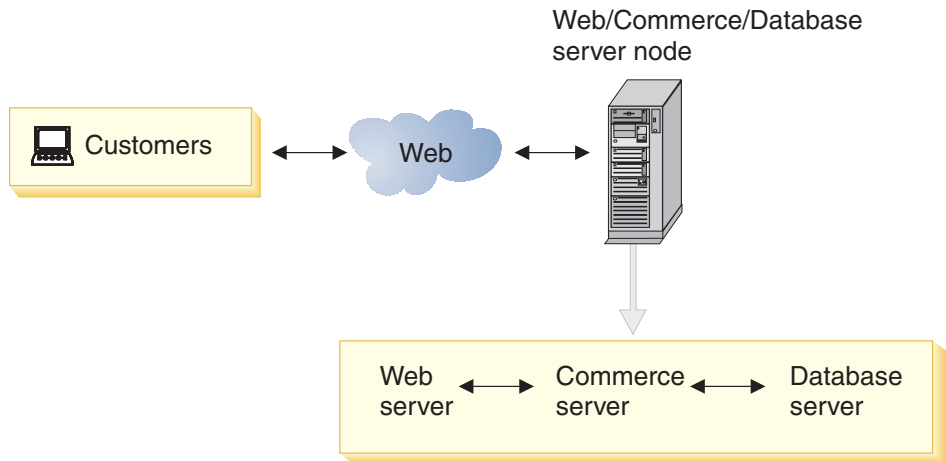 Web/Commerce/Database
server node
Customers
Web
Web
server
Commerce
server
Database
server